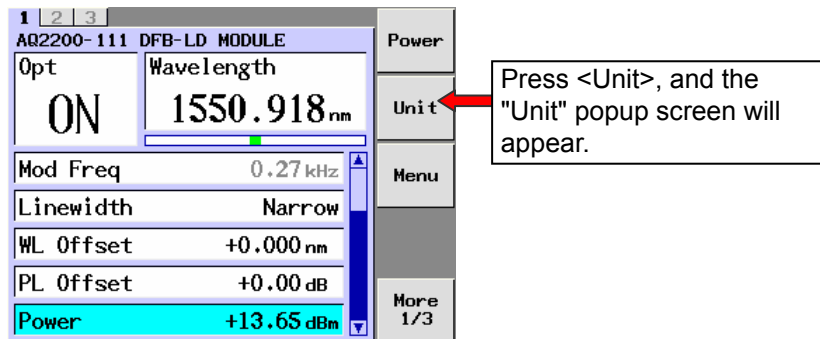 1 2 3
AQ2200-111 DFB-LD MODULE
Opt
ON
Wavelength
1550.918nm
Mod Freq 0.27kHz
Linewidth Narrow
WL Offset +0.000nm
PL Offset +0.00dB
Power +13.65dBm
Power
Unit
Menu
More
1/3
Press <Unit>, and the
"Unit" popup screen will
appear.